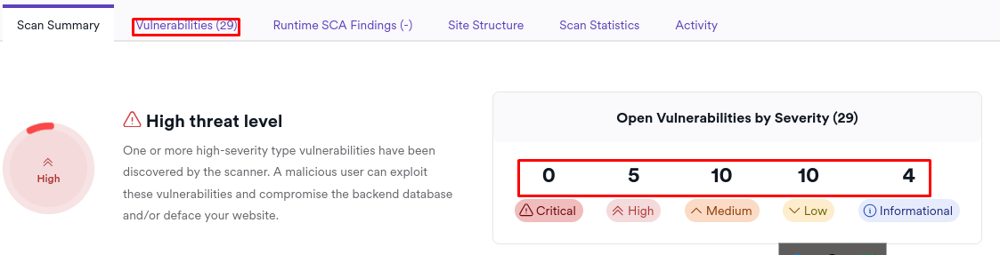 Scan Summary Vulnerabilities (29) Runtime SCA Findings (-) Site Structure Scan Statistics Activity
High
High threat level
One or more high-severity type vulnerabilities have been
discovered by the scanner. A malicious user can exploit
these vulnerabilities and compromise the backend database
and/or deface your website.
Open Vulnerabilities by Severity (29)
0 5 10 10 4
Critical High Medium Low Informational